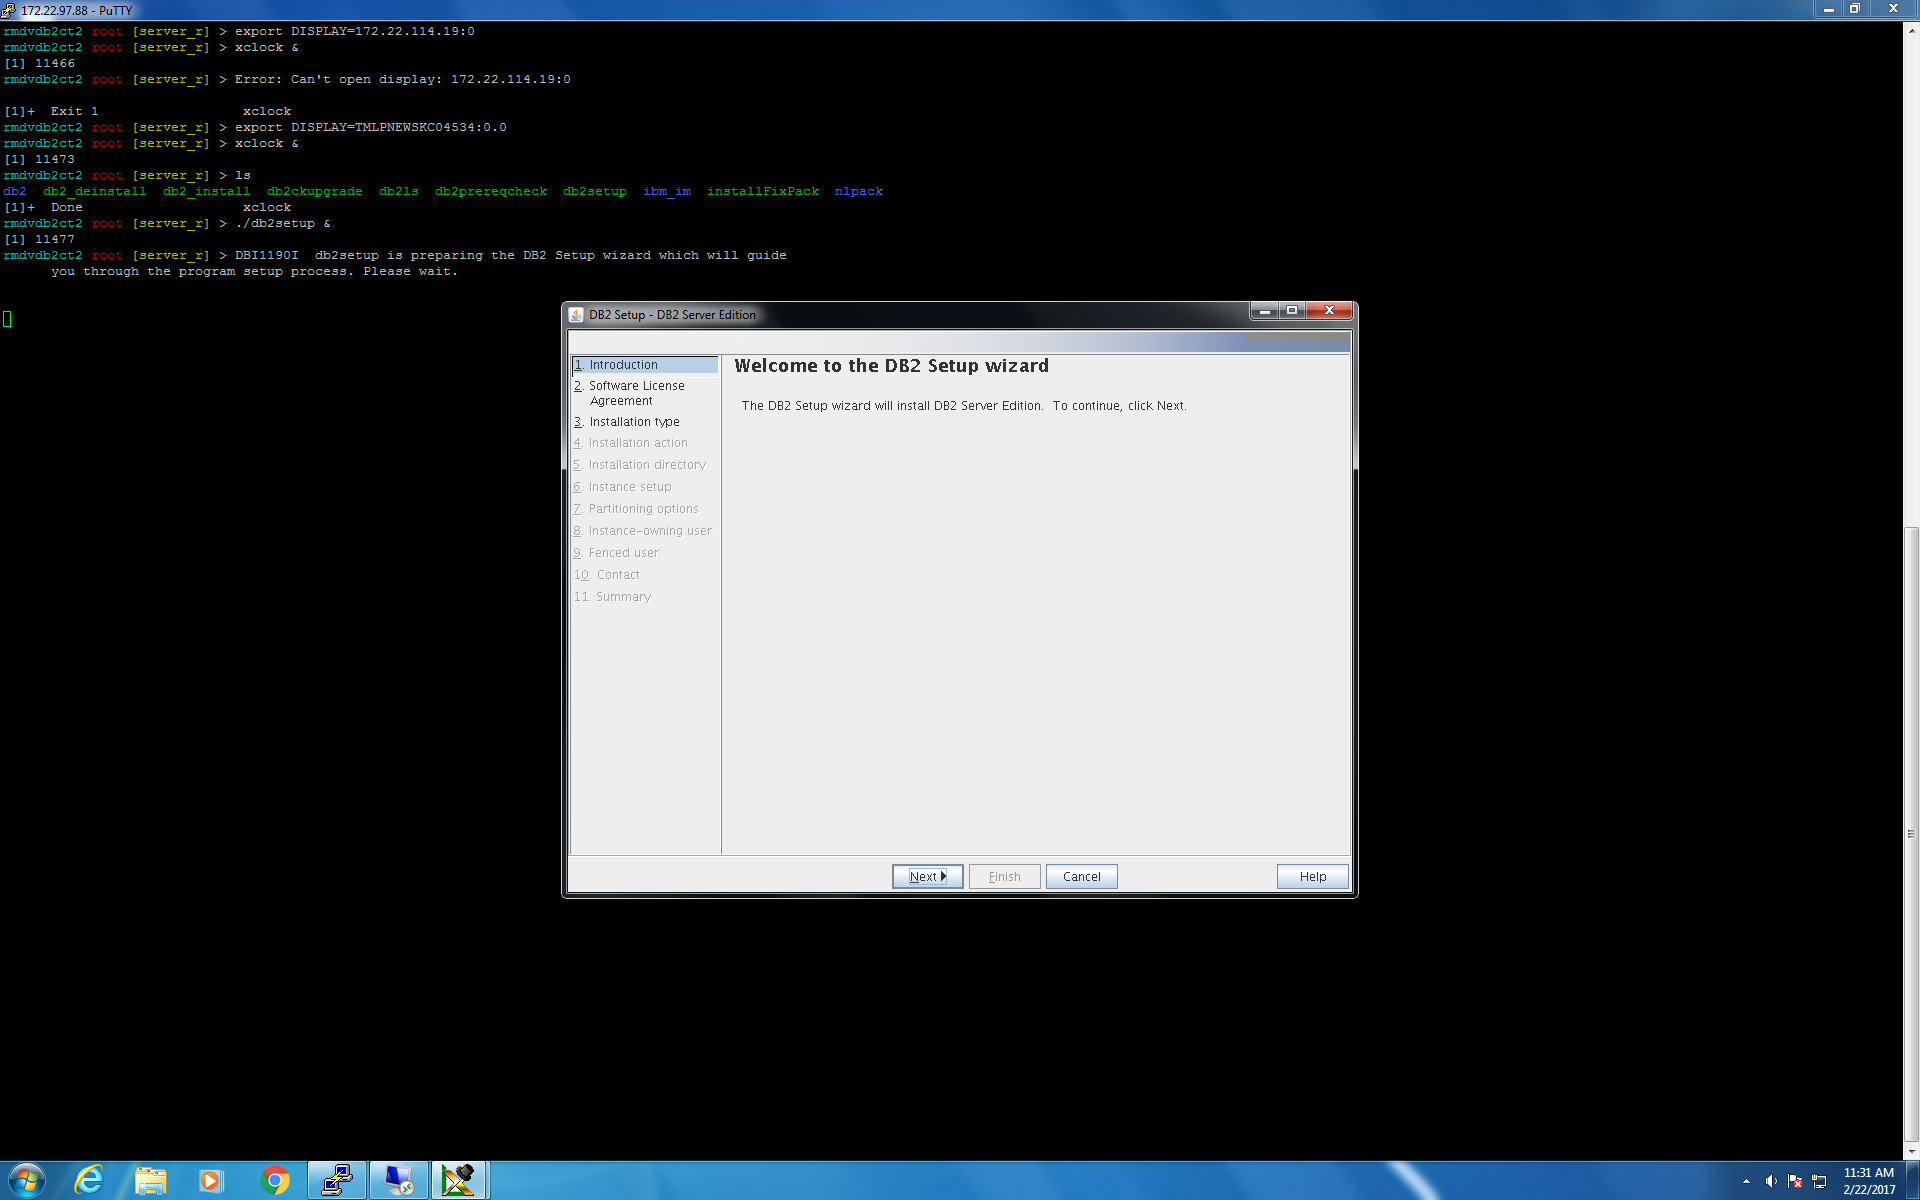 172.22.97.88 - PuTTY
rmdvdb2ct2 root [server_r] > export DISPLAY=172.22.114.19:0
rmdvdb2ct2 root [server_r] > xclock &
[1] 11466
rmdvdb2ct2 root [server_r] > Error: Can't open display: 172.22.114.19:0
[1]+  Exit 1                  xclock
rmdvdb2ct2 root [server_r] > export DISPLAY=TMLPNEWSKC04534:0.0
rmdvdb2ct2 root [server_r] > xclock &
[1] 11473
rmdvdb2ct2 root [server_r] > ls
db2  db2_deinstall  db2_install  db2ckupgrade  db2ls  db2prereqcheck  db2setup  ibm_im  installFixPack  nlpack
[1]+  Done                    xclock
rmdvdb2ct2 root [server_r] > ./db2setup &
[1] 11477
rmdvdb2ct2 root [server_r] > DBI1190I  db2setup is preparing the DB2 Setup wizard which will guide
you through the program setup process. Please wait.
DB2 Setup - DB2 Server Edition
1. Introduction
2. Software License
Agreement
3. Installation type
4. Installation action
5. Installation directory
6. Instance setup
7. Partitioning options
8. Instance-owning user
9. Fenced user
10. Contact
11. Summary
Welcome to the DB2 Setup wizard
The DB2 Setup wizard will install DB2 Server Edition.  To continue, click Next.
Next
Finish
Cancel
Help
11:31 AM
2/22/2017